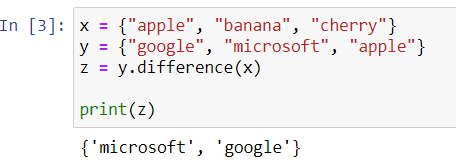 In [3]: x = {"apple", "banana", "cherry"}
y = {"google", "microsoft", "apple"}
z = y.difference(x)
print(z)
{'microsoft', 'google'}